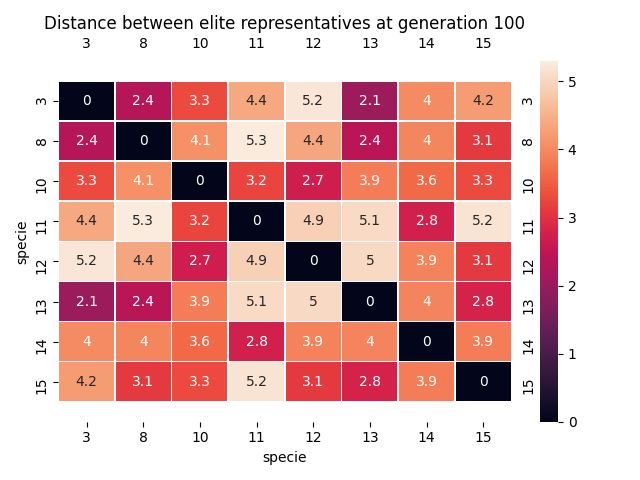 Distance between elite representatives at generation 100
3 8 10 11 12 13 14 15
3 0 2.4 3.3 4.4 5.2 2.1 4 4.2 3
8 2.4 0 4.1 5.3 4.4 2.4 4 3.1 8
10 3.3 4.1 0 3.2 2.7 3.9 3.6 3.3 10
11 4.4 5.3 3.2 0 4.9 5.1 2.8 5.2 11
specie
12 5.2 4.4 2.7 4.9 0 5 3.9 3.1 12
13 2.1 2.4 3.9 5.1 5 0 4 2.8 13
14 4 4 3.6 2.8 3.9 4 0 3.9 14
15 4.2 3.1 3.3 5.2 3.1 2.8 3.9 0 15
3 8 10 11 12 13 14 15
specie
5
4
3
2
1
0